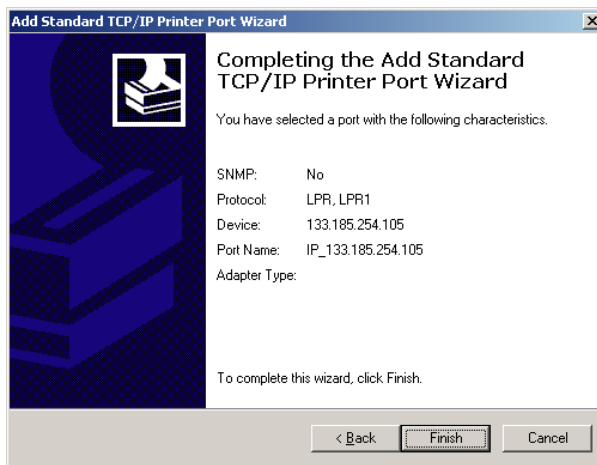 Add Standard TCP/IP Printer Port Wizard
Completing the Add Standard
TCP/IP Printer Port Wizard
You have selected a port with the following characteristics.
SNMP: No
Protocol: LPR, LPR1
Device: 133.185.254.105
Port Name: IP_133.185.254.105
Adapter Type:
To complete this wizard, click Finish.
< Back Finish Cancel